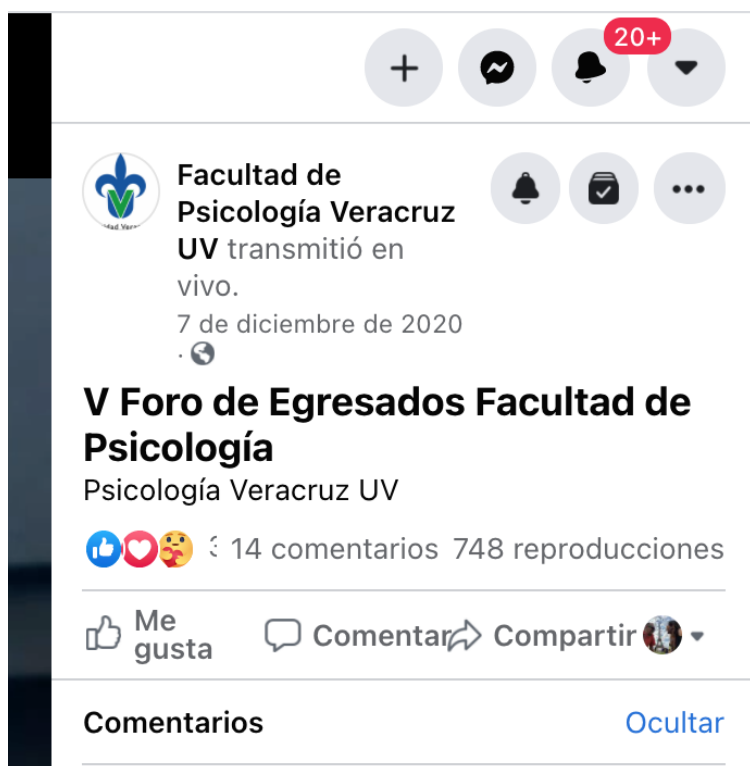 20+
Facultad de
Psicología Veracruz
UV transmitió en
vivo.
7 de diciembre de 2020
·
V Foro de Egresados Facultad de
Psicología
Psicología Veracruz UV
14 comentarios 748 reproducciones
Me
gusta
Comentar
Compartir
Comentarios
Ocultar